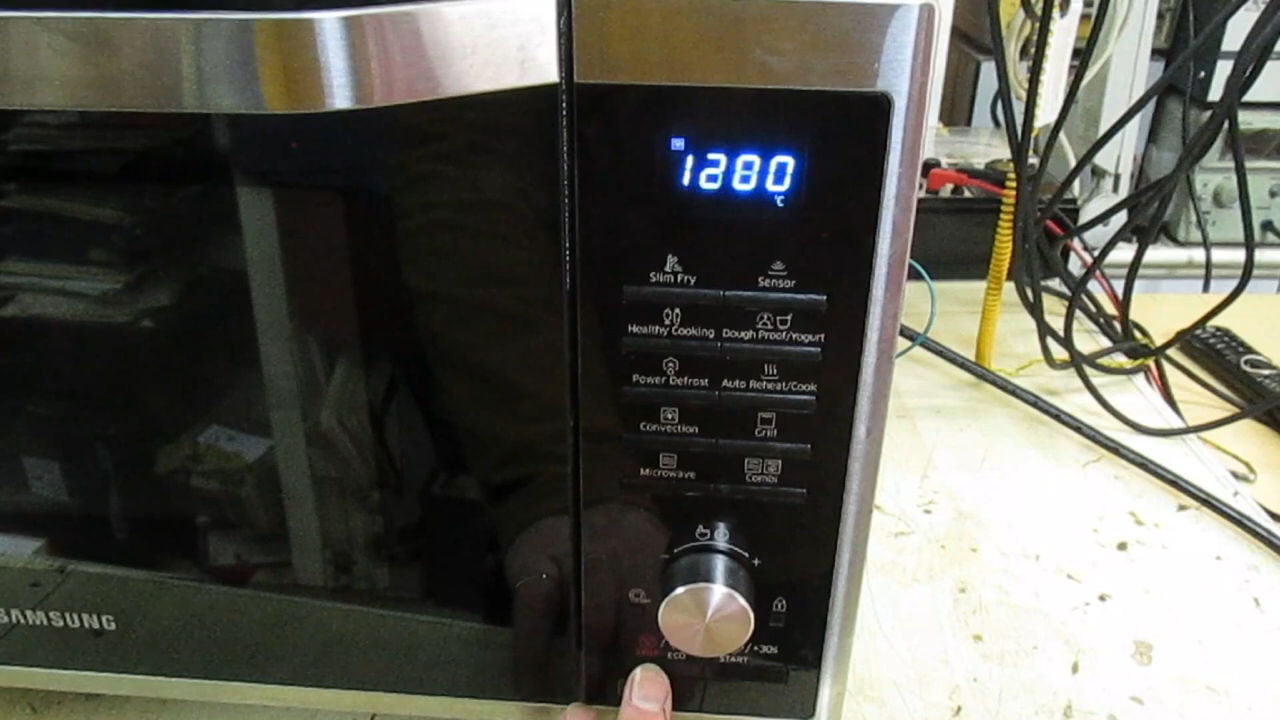 1280
°C
Slim Fry Sensor
Healthy Cooking Dough Proof/Yogurt
Power Defrost Auto Reheat/Cook
Convection Grill
Microwave Combi
- +
/ /+30s
ECO START
SAMSUNG